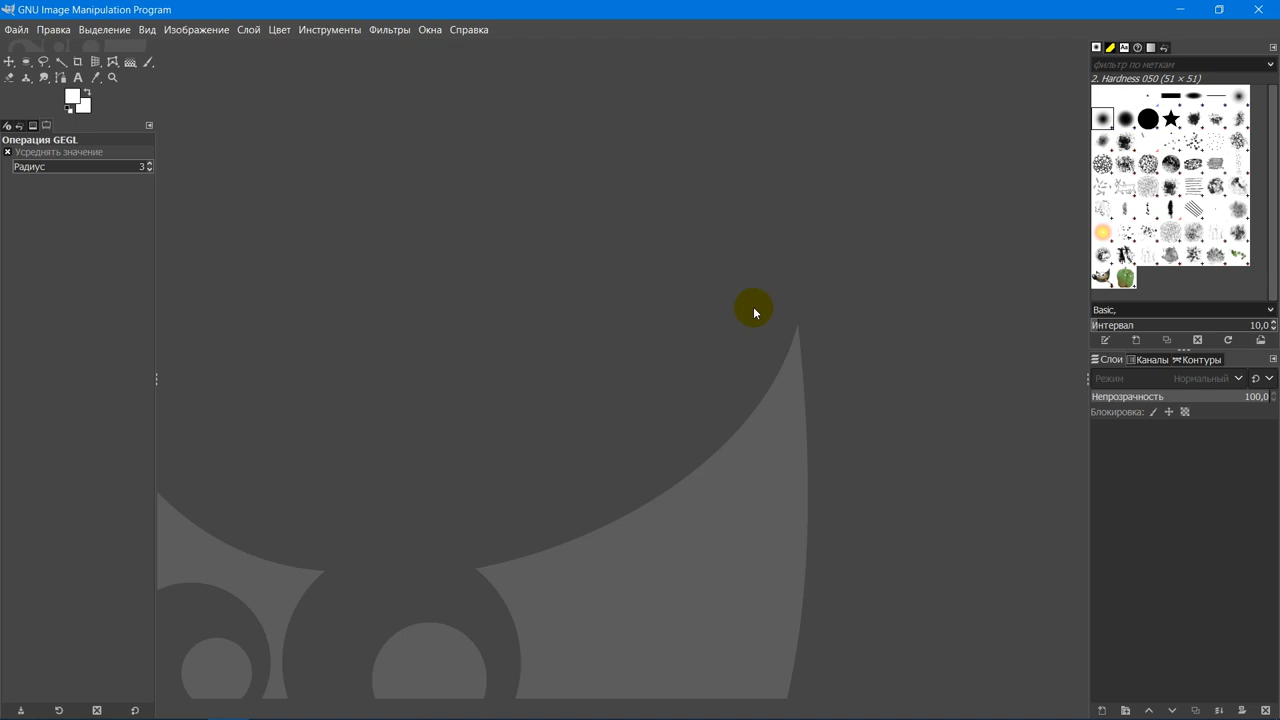 GNU Image Manipulation Program
Файл Правка Выделение Вид Изображение Слой Цвет Инструменты Фильтры Окна Справка
Операция GEGL
Усреднять значение
Радиус 3
фильтр по меткам
2. Hardness 050 (51 × 51)
Basic,
Интервал 10,0
Слои Каналы Контуры
Режим Нормальный
Непрозрачность 100,0
Блокировка: